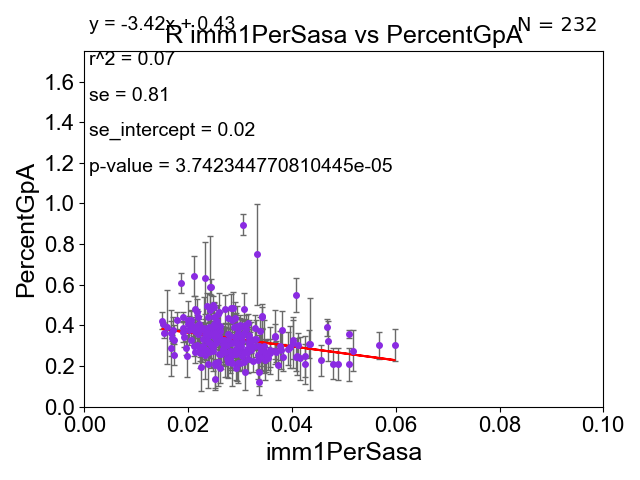 y = -3.42x + 0.43
N = 232
R imm1PerSasa vs PercentGpA
r^2 = 0.07
se = 0.81
se_intercept = 0.02
p-value = 3.742344770810445e-05
1.6
1.4
1.2
1.0
0.8
0.6
0.4
0.2
0.0
PercentGpA
0.00 0.02 0.04 0.06 0.08 0.10
imm1PerSasa